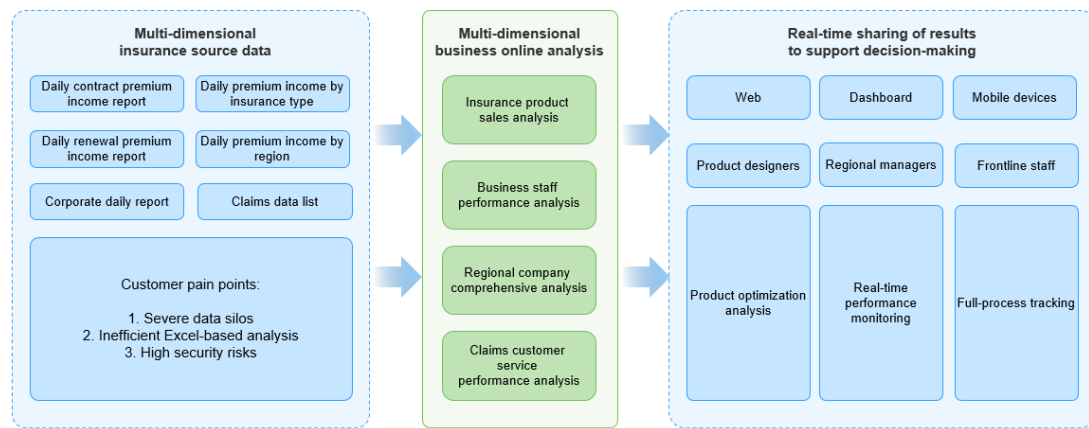 Multi-dimensional
insurance source data
Daily contract premium
income report
Daily premium income by
insurance type
Daily renewal premium
income report
Daily premium income by
region
Corporate daily report
Claims data list
Customer pain points:
1. Severe data silos
2. Inefficient Excel-based analysis
3. High security risks
Multi-dimensional
business online analysis
Insurance product
sales analysis
Business staff
performance analysis
Regional company
comprehensive analysis
Claims customer
service
performance analysis
Real-time sharing of results
to support decision-making
Web
Dashboard
Mobile devices
Product designers
Regional managers
Frontline staff
Product optimization
analysis
Real-time
performance
monitoring
Full-process tracking